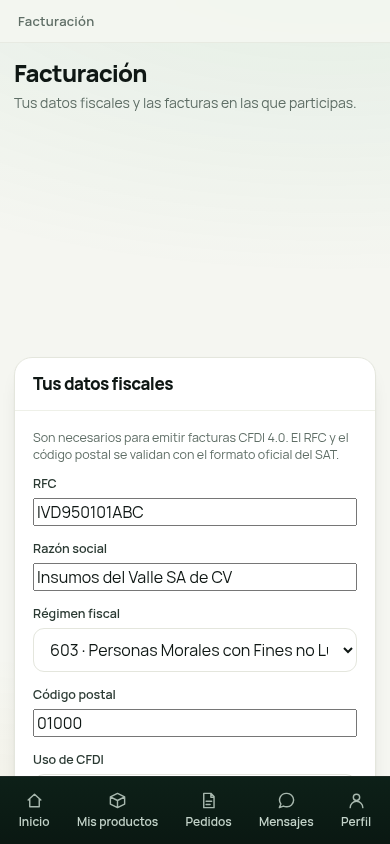 Facturación
Facturación
Tus datos fiscales y las facturas en las que participas.
Tus datos fiscales
Son necesarios para emitir facturas CFDI 4.0. El RFC y el
código postal se validan con el formato oficial del SAT.
RFC
IVD950101ABC
Razón social
Insumos del Valle SA de CV
Régimen fiscal
603 · Personas Morales con Fines no Lu
Código postal
01000
Uso de CFDI
Inicio Mis productos Pedidos Mensajes Perfil